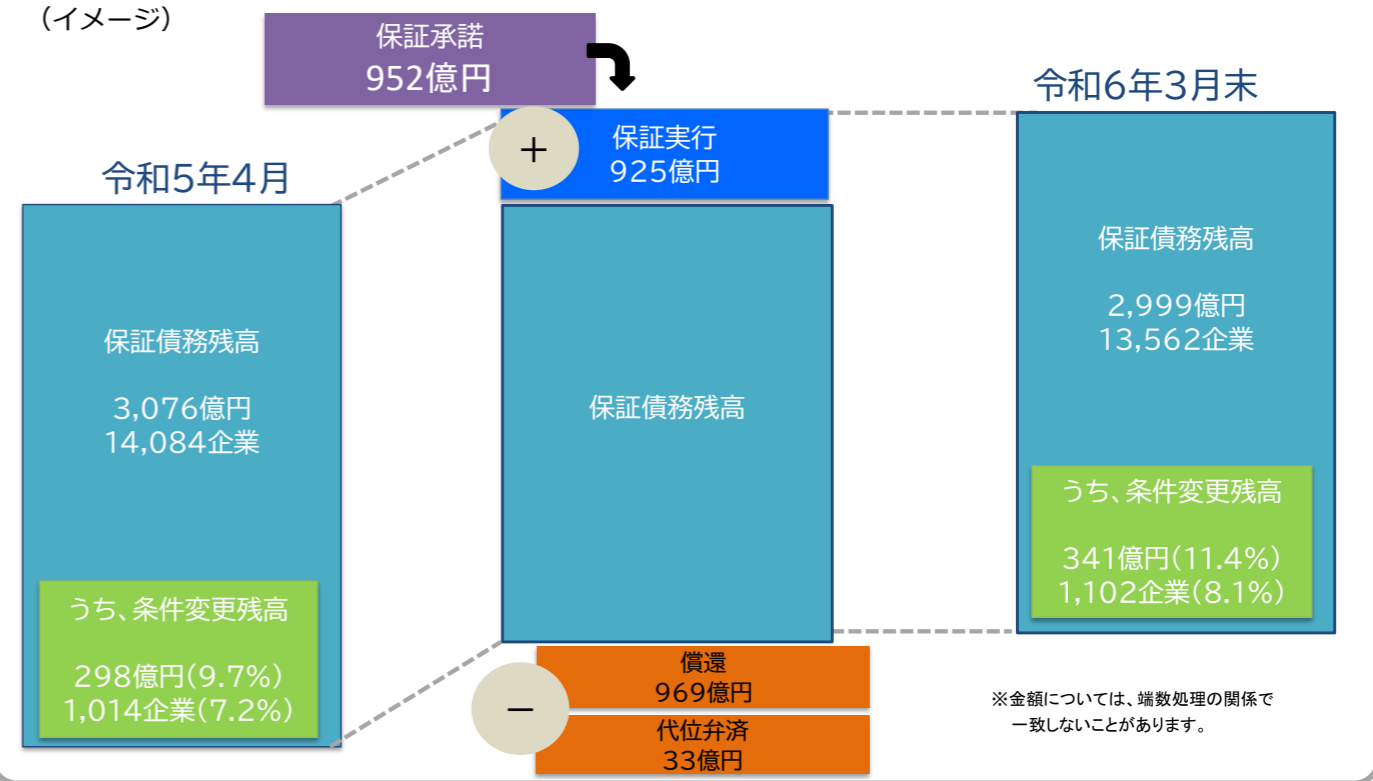 （イメージ）
保証承諾
952億円
令和5年4月
保証債務残高
3,076億円
14,084企業
うち、条件変更残高
298億円(9.7%)
1,014企業(7.2%)
＋
保証実行
925億円
保証債務残高
－
償還
969億円
代位弁済
33億円
令和6年3月末
保証債務残高
2,999億円
13,562企業
うち、条件変更残高
341億円(11.4%)
1,102企業(8.1%)
※金額については、端数処理の関係で
一致しないことがあります。